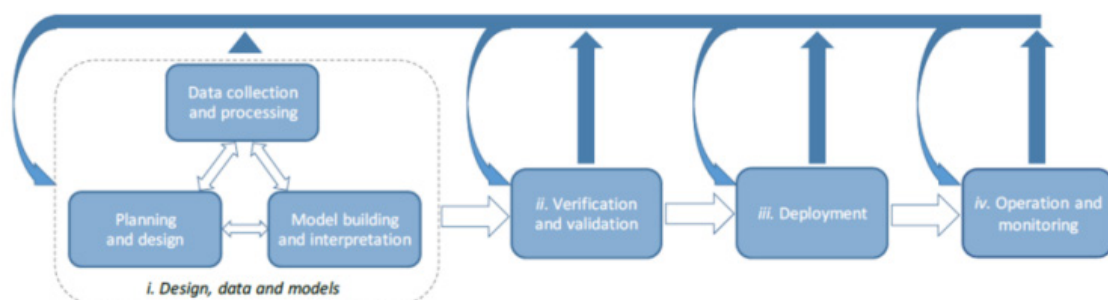 Data collection
and processing
Planning
and design
Model building
and interpretation
i. Design, data and models
ii. Verification
and validation
iii. Deployment
iv. Operation and
monitoring